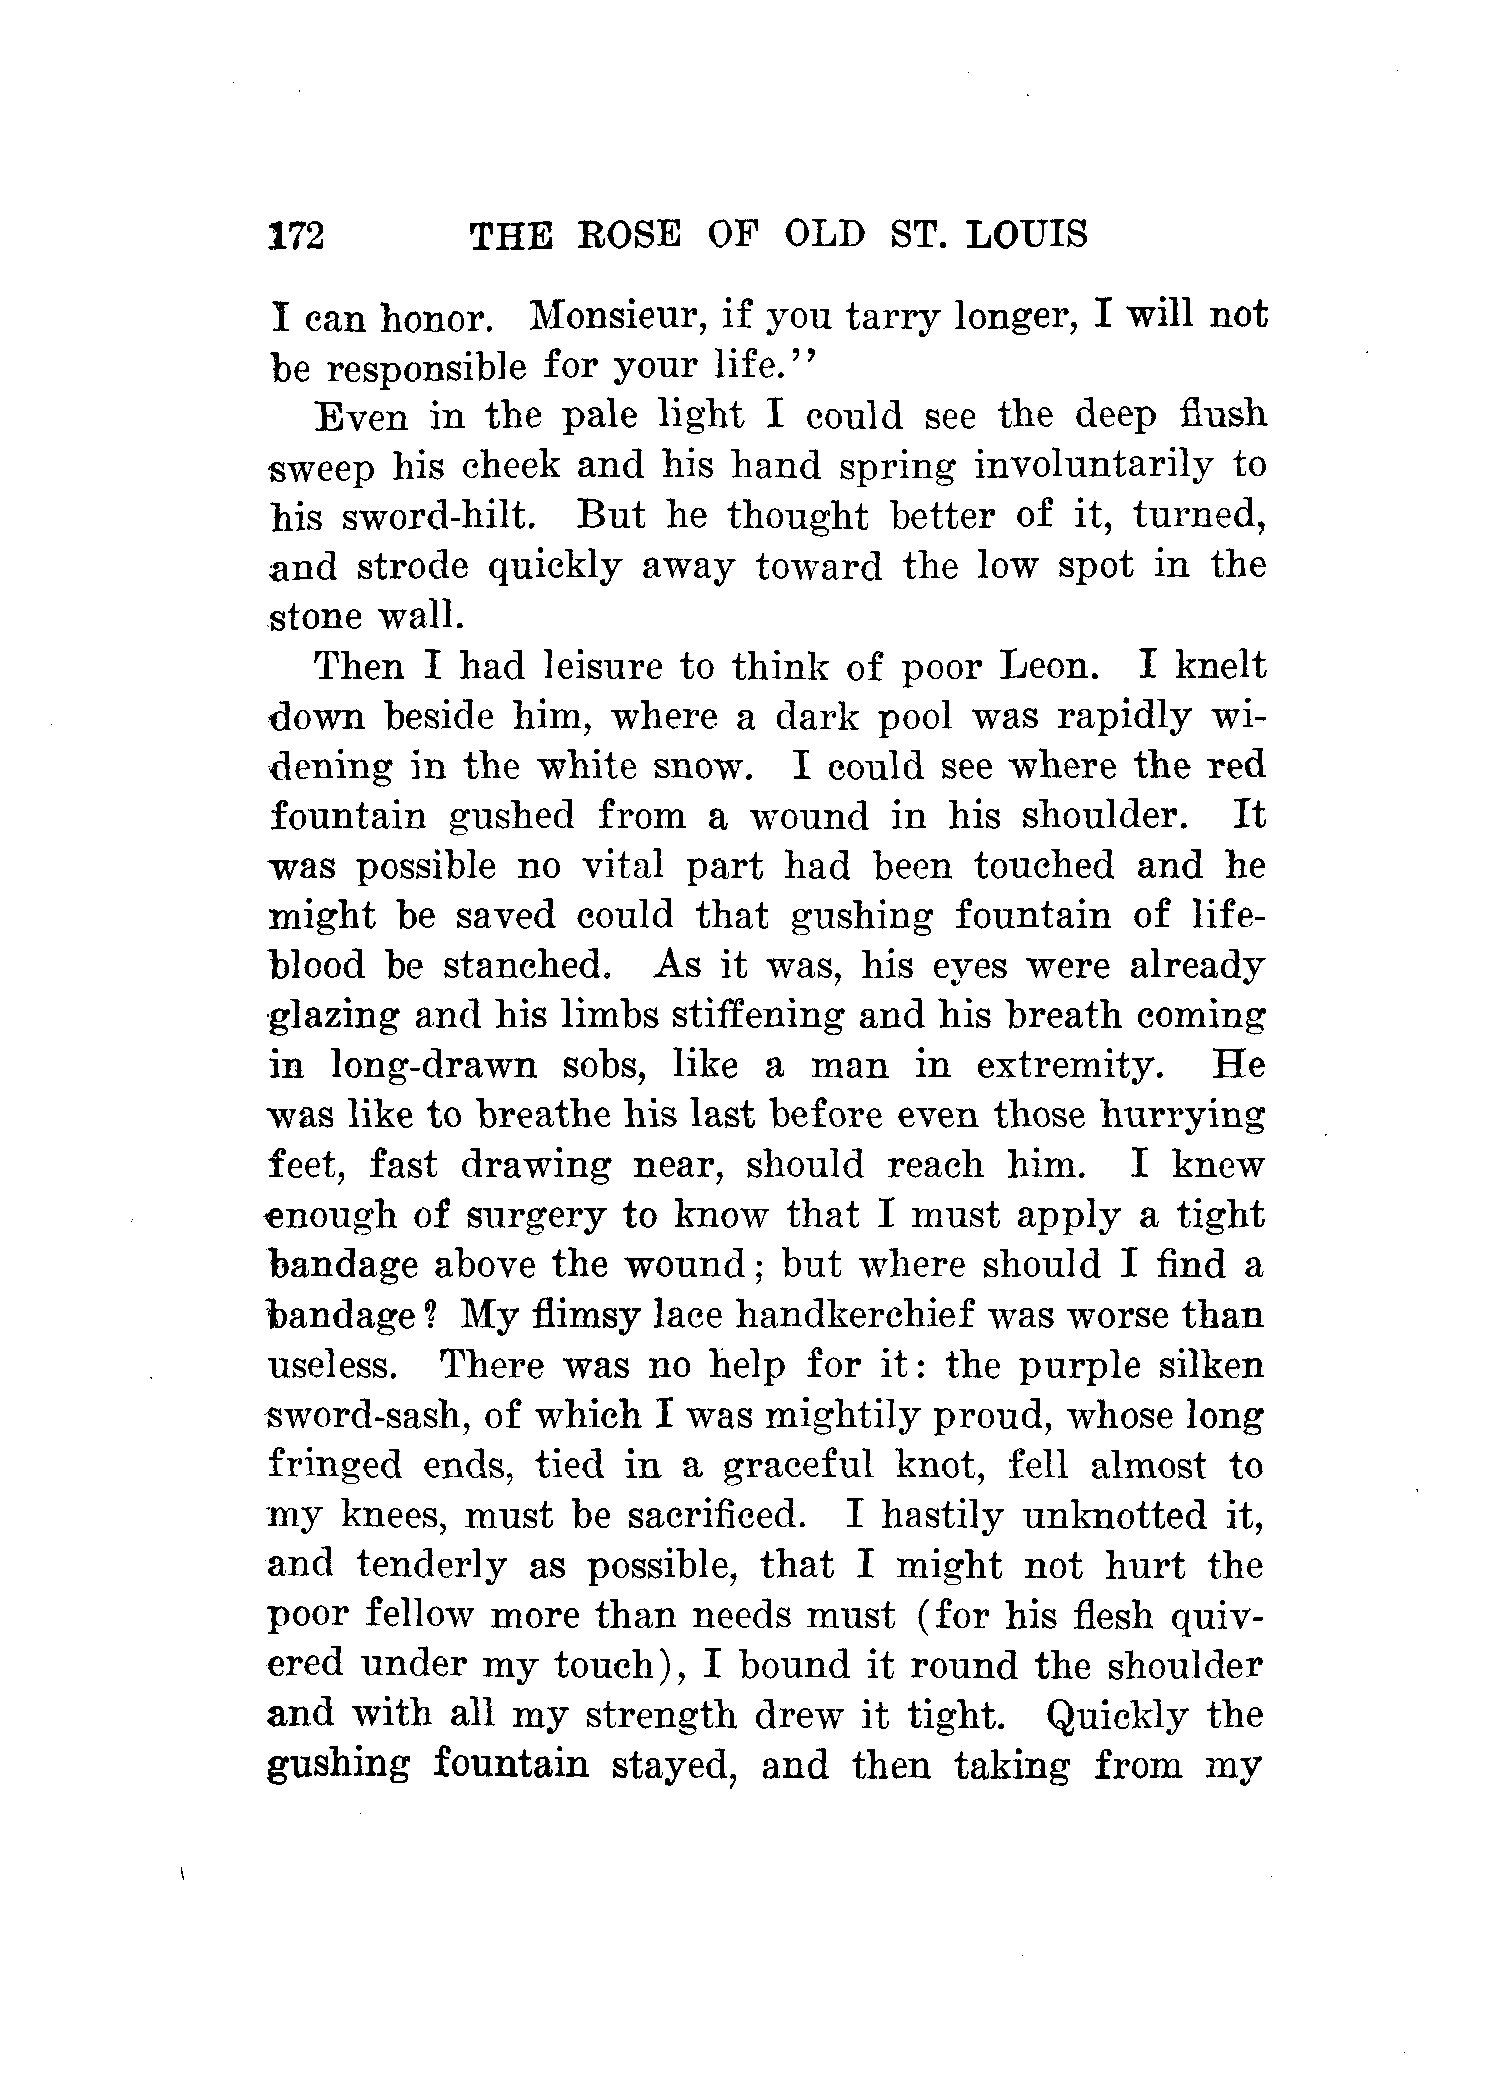 172 THE ROSE OF OLD ST. LOUIS
I can honor. Monsieur, if you tarry longer, I will not
be responsible for your life."
Even in the pale light I could see the deep flush
sweep his cheek and his hand spring involuntarily to
his sword-hilt. But he thought better of it, turned,
and strode quickly away toward the low spot in the
stone wall.
Then I had leisure to think of poor Leon. I knelt
down beside him, where a dark pool was rapidly wi-
dening in the white snow. I could see where the red
fountain gushed from a wound in his shoulder. It
was possible no vital part had been touched and he
might be saved could that gushing fountain of life-
blood be stanched. As it was, his eyes were already
glazing and his limbs stiffening and his breath coming
in long-drawn sobs, like a man in extremity. He
was like to breathe his last before even those hurrying
feet, fast drawing near, should reach him. I knew
enough of surgery to know that I must apply a tight
bandage above the wound; but where should I find a
bandage? My flimsy lace handkerchief was worse than
useless. There was no help for it: the purple silken
sword-sash, of which I was mightily proud, whose long
fringed ends, tied in a graceful knot, fell almost to
my knees, must be sacrificed. I hastily unknotted it,
and tenderly as possible, that I might not hurt the
poor fellow more than needs must (for his flesh quiv-
ered under my touch), I bound it round the shoulder
and with all my strength drew it tight. Quickly the
gushing fountain stayed, and then taking from my